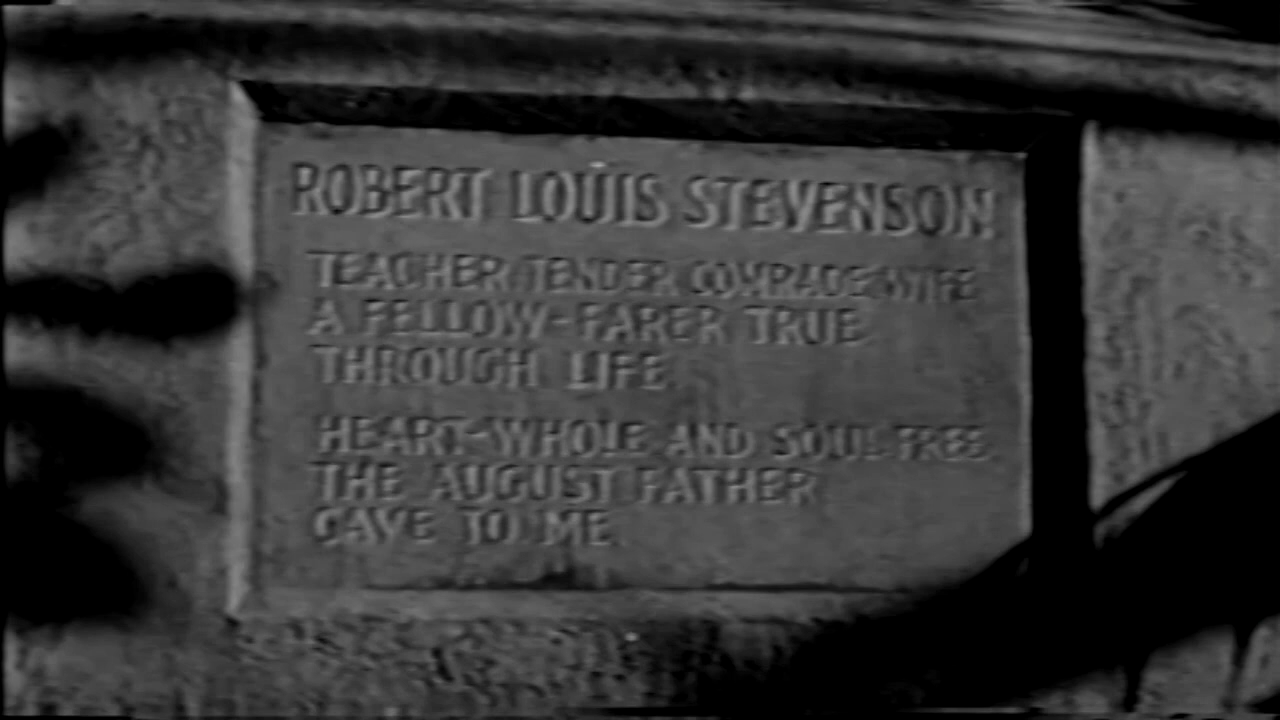 ROBERT LOUIS STEVENSON
TEACHER TENDER COMRADE WIFE
A FELLOW-FARER TRUE
THROUGH LIFE
HEART-WHOLE AND SOUL FREE
THE AUGUST FATHER
GAVE TO ME